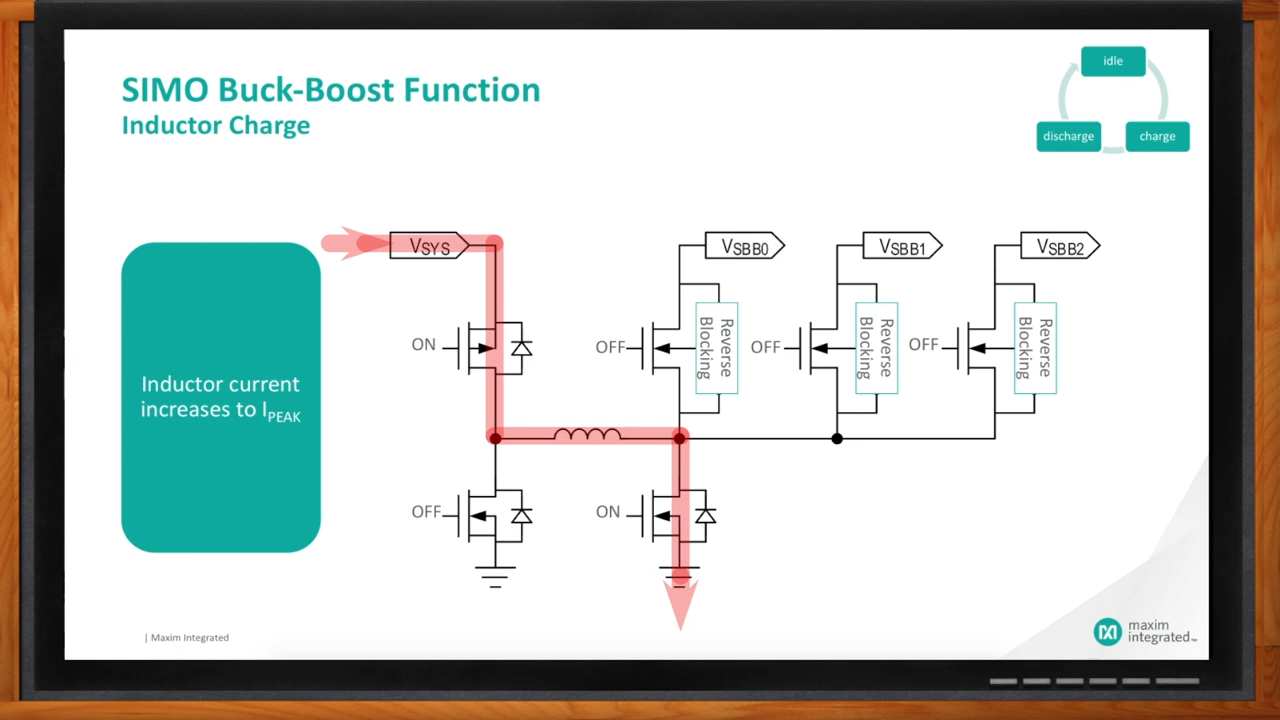 SIMO Buck-Boost Function
Inductor Charge
idle
discharge
charge
VSYS
VSBB0
VSBB1
VSBB2
ON
OFF
Reverse
Blocking
OFF
Reverse
Blocking
OFF
Reverse
Blocking
Inductor current
increases to IPEAK
OFF
ON
| Maxim Integrated
maxim
integrated™